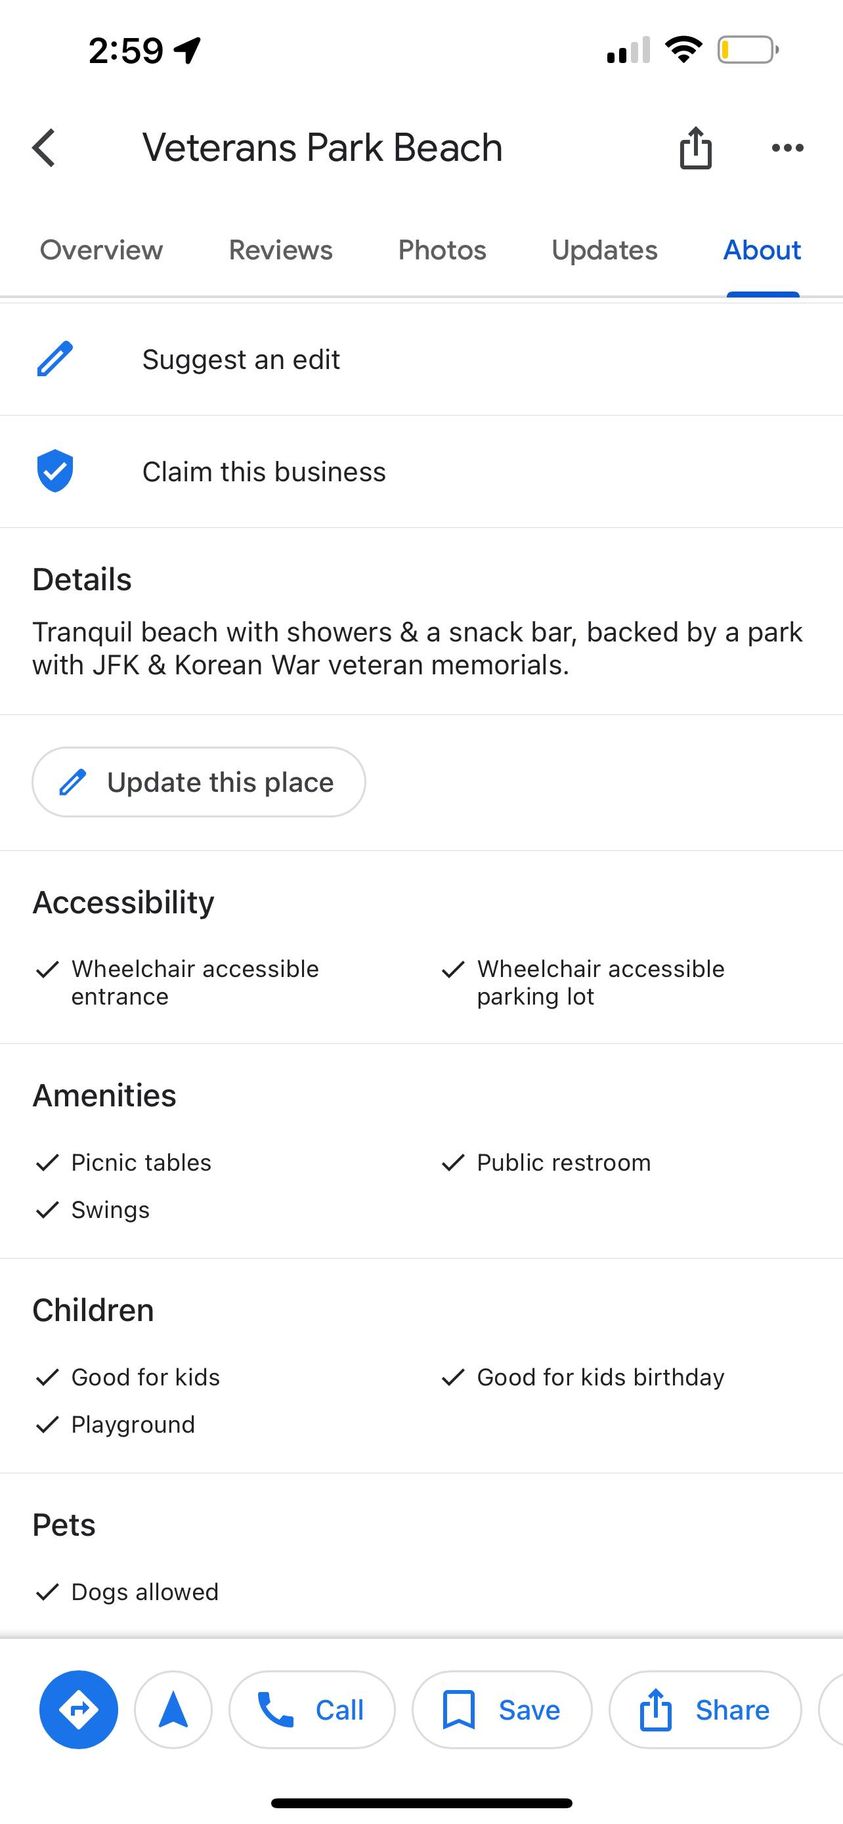 2:59
Veterans Park Beach
Overview Reviews Photos Updates About
Suggest an edit
Claim this business
Details
Tranquil beach with showers & a snack bar, backed by a park
with JFK & Korean War veteran memorials.
Update this place
Accessibility
Wheelchair accessible
entrance
Wheelchair accessible
parking lot
Amenities
Picnic tables
Public restroom
Swings
Children
Good for kids
Good for kids birthday
Playground
Pets
Dogs allowed
Call Save Share